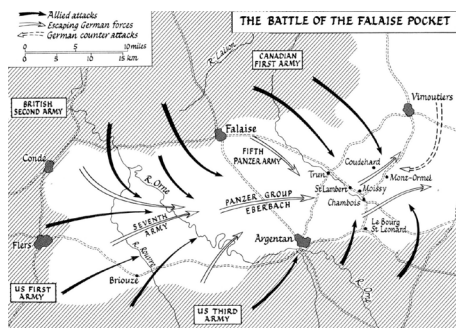 Allied attacks
Escaping German forces
German counter attacks
0 5 10 miles
0 5 10 15 km
THE BATTLE OF THE FALAISE POCKET
R. Laison
CANADIAN
FIRST ARMY
BRITISH
SECOND ARMY
Vimoutiers
Falaise
Condé
FIFTH
PANZER ARMY
Coudehard
Trun
Mont-Ormel
R. Orne
St Lambert
Moissy
PANZER GROUP
EBERBACH
Chambois
SEVENTH
ARMY
Le Bourg
St Leonard
Flers
Argentan
R. Rouvre
Briouze
US FIRST
ARMY
US THIRD
ARMY
R. Orne